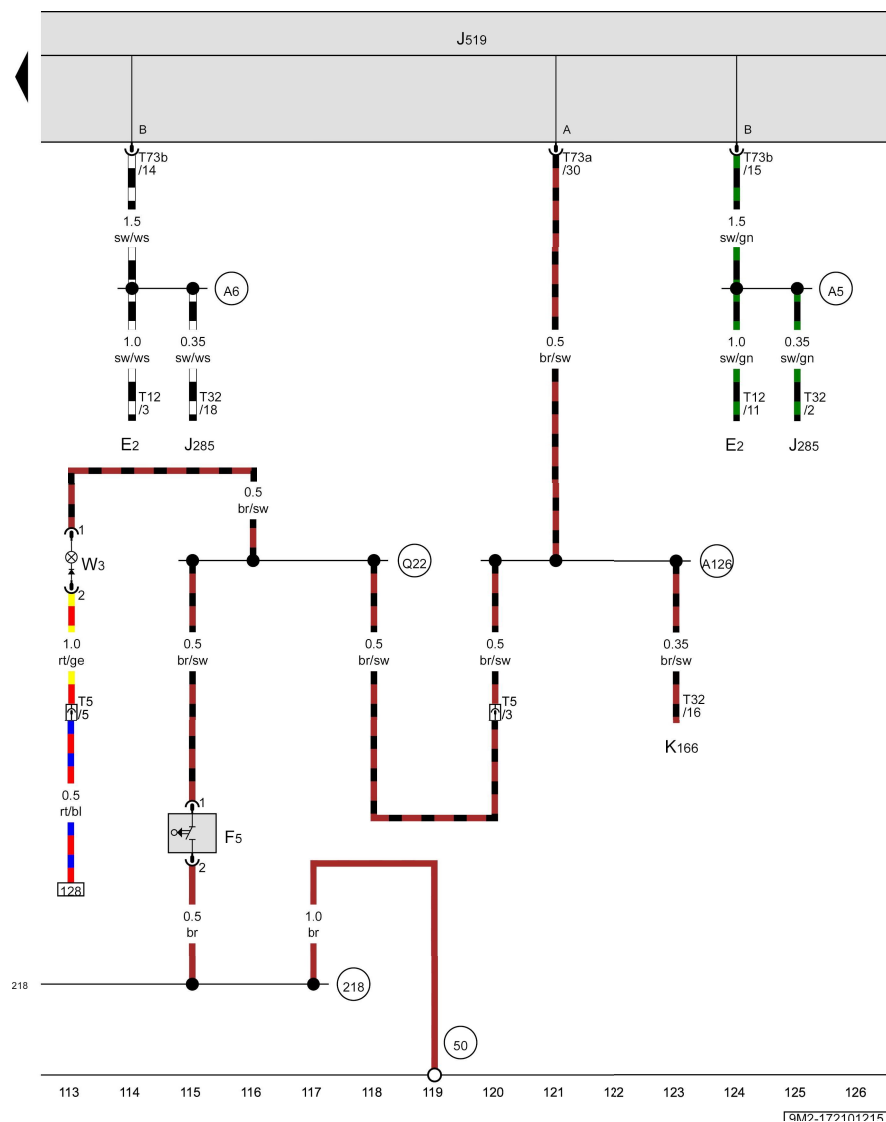 J519
B A B
T73b T73a T73b
/14 /30 /15
1.5 1.5
sw/ws sw/gn
A6 A5
1.0 0.35 0.5 1.0 0.35
sw/ws sw/ws br/sw sw/gn sw/gn
T12 T32 T12 T32
/3 /18 /11 /2
E2 J285 E2 J285
0.5
br/sw
1
W3 Q22 A126
2
1.0 0.5 0.5 0.5 0.35
rt/ge br/sw br/sw br/sw br/sw
T5 T5 T32
/5 /3 /16
K166
0.5
rt/bl
1
F5
2
128
0.5 1.0
br br
218 218
50
113 114 115 116 117 118 119 120 121 122 123 124 125 126
9M2-172101215